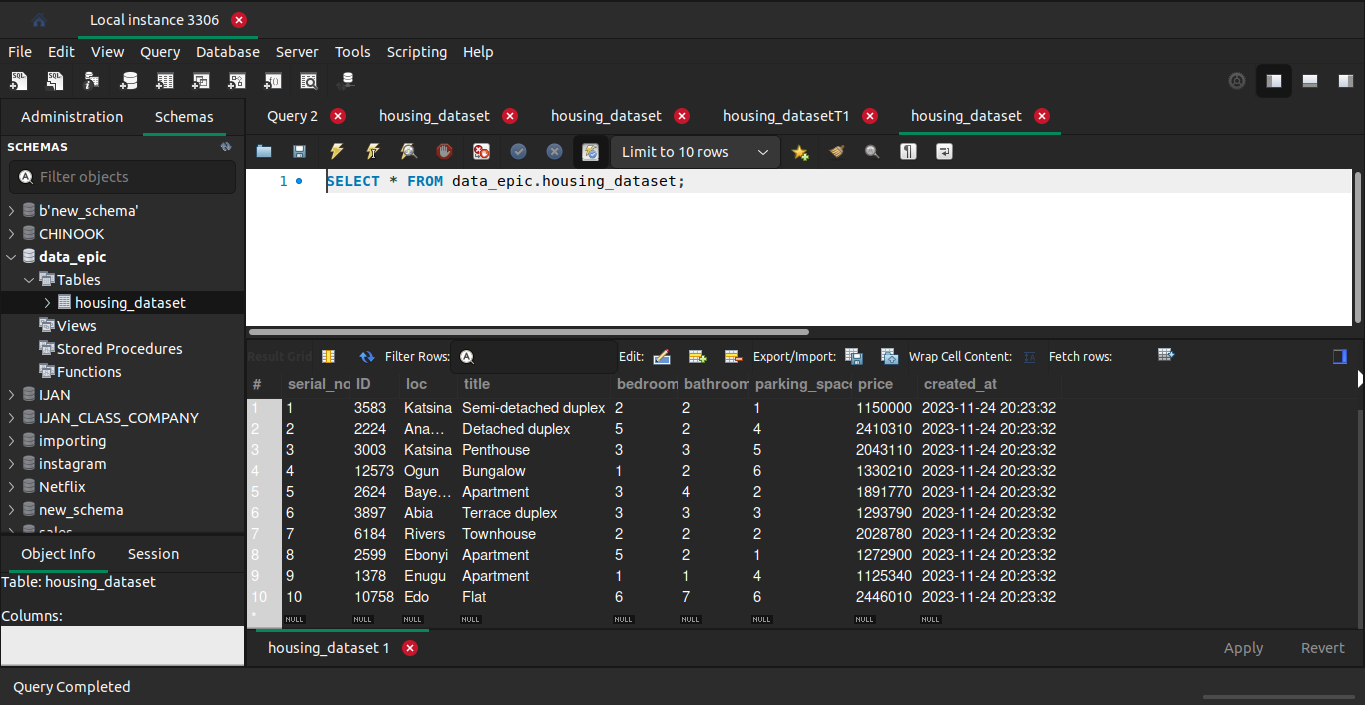 Local instance 3306
File Edit View Query Database Server Tools Scripting Help
Administration Schemas
Query 2 housing_dataset housing_dataset housing_datasetT1 housing_dataset
SCHEMAS
Filter objects
Limit to 10 rows
1 SELECT * FROM data_epic.housing_dataset;
b'new_schema'
CHINOOK
data_epic
Tables
housing_dataset
Views
Stored Procedures
Functions
IJAN
IJAN_CLASS_COMPANY
importing
instagram
Netflix
new_schema
sales
Result Grid Filter Rows: Edit: Export/Import: Wrap Cell Content: Fetch rows:
# serial_no ID loc title bedroom bathroom parking_space price created_at
1 1 3583 Katsina Semi-detached duplex 2 2 1 1150000 2023-11-24 20:23:32
2 2 2224 Ana... Detached duplex 5 2 4 2410310 2023-11-24 20:23:32
3 3 3003 Katsina Penthouse 3 3 5 2043110 2023-11-24 20:23:32
4 4 12573 Ogun Bungalow 1 2 6 1330210 2023-11-24 20:23:32
5 5 2624 Baye... Apartment 3 4 2 1891770 2023-11-24 20:23:32
6 6 3897 Abia Terrace duplex 3 3 3 1293790 2023-11-24 20:23:32
7 7 6184 Rivers Townhouse 2 2 2 2028780 2023-11-24 20:23:32
8 8 2599 Ebonyi Apartment 5 2 1 1272900 2023-11-24 20:23:32
9 9 1378 Enugu Apartment 1 1 4 1125340 2023-11-24 20:23:32
10 10 10758 Edo Flat 6 7 6 2446010 2023-11-24 20:23:32
* NULL NULL NULL NULL NULL NULL NULL NULL NULL
Object Info Session
Table: housing_dataset
Columns:
housing_dataset 1
Apply Revert
Query Completed